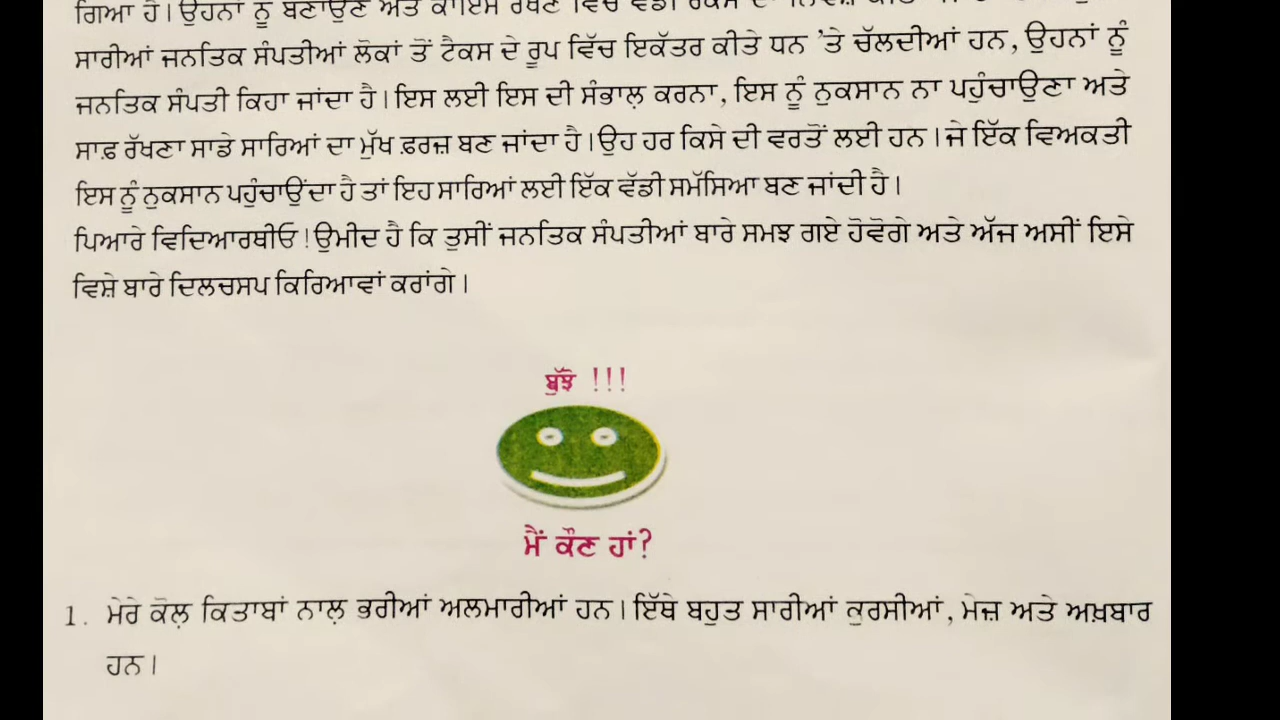 ਗਿਆ ਹੈ। ਉਹਨਾਂ ਨੂੰ ਬਣਾਉਣ ਅਤੇ ਕਾਇਮ ਰੱਖਣ ਵਿੱਚ ਵੱਡੀ
ਸਾਰੀਆਂ ਜਨਤਿਕ ਸੰਪਤੀਆਂ ਲੋਕਾਂ ਤੋਂ ਟੈਕਸ ਦੇ ਰੂਪ ਵਿੱਚ ਇਕੱਤਰ ਕੀਤੇ ਧਨ 'ਤੇ ਚੱਲਦੀਆਂ ਹਨ, ਉਹਨਾਂ ਨੂੰ
ਜਨਤਿਕ ਸੰਪਤੀ ਕਿਹਾ ਜਾਂਦਾ ਹੈ। ਇਸ ਲਈ ਇਸ ਦੀ ਸੰਭਾਲ਼ ਕਰਨਾ, ਇਸ ਨੂੰ ਨੁਕਸਾਨ ਨਾ ਪਹੁੰਚਾਉਣਾ ਅਤੇ
ਸਾਫ਼ ਰੱਖਣਾ ਸਾਡੇ ਸਾਰਿਆਂ ਦਾ ਮੁੱਖ ਫ਼ਰਜ਼ ਬਣ ਜਾਂਦਾ ਹੈ। ਉਹ ਹਰ ਕਿਸੇ ਦੀ ਵਰਤੋਂ ਲਈ ਹਨ। ਜੇ ਇੱਕ ਵਿਅਕਤੀ
ਇਸ ਨੂੰ ਨੁਕਸਾਨ ਪਹੁੰਚਾਉਂਦਾ ਹੈ ਤਾਂ ਇਹ ਸਾਰਿਆਂ ਲਈ ਇੱਕ ਵੱਡੀ ਸਮੱਸਿਆ ਬਣ ਜਾਂਦੀ ਹੈ।
ਪਿਆਰੇ ਵਿਦਿਆਰਥੀਓ! ਉਮੀਦ ਹੈ ਕਿ ਤੁਸੀਂ ਜਨਤਿਕ ਸੰਪਤੀਆਂ ਬਾਰੇ ਸਮਝ ਗਏ ਹੋਵੋਗੇ ਅਤੇ ਅੱਜ ਅਸੀਂ ਇਸੇ
ਵਿਸ਼ੇ ਬਾਰੇ ਦਿਲਚਸਪ ਕਿਰਿਆਵਾਂ ਕਰਾਂਗੇ।
ਬੁੱਝੋ !!!
ਮੈਂ ਕੌਣ ਹਾਂ?
1. ਮੇਰੇ ਕੋਲ਼ ਕਿਤਾਬਾਂ ਨਾਲ਼ ਭਰੀਆਂ ਅਲਮਾਰੀਆਂ ਹਨ। ਇੱਥੇ ਬਹੁਤ ਸਾਰੀਆਂ ਕੁਰਸੀਆਂ, ਮੇਜ਼ ਅਤੇ ਅਖ਼ਬਾਰ
ਹਨ।